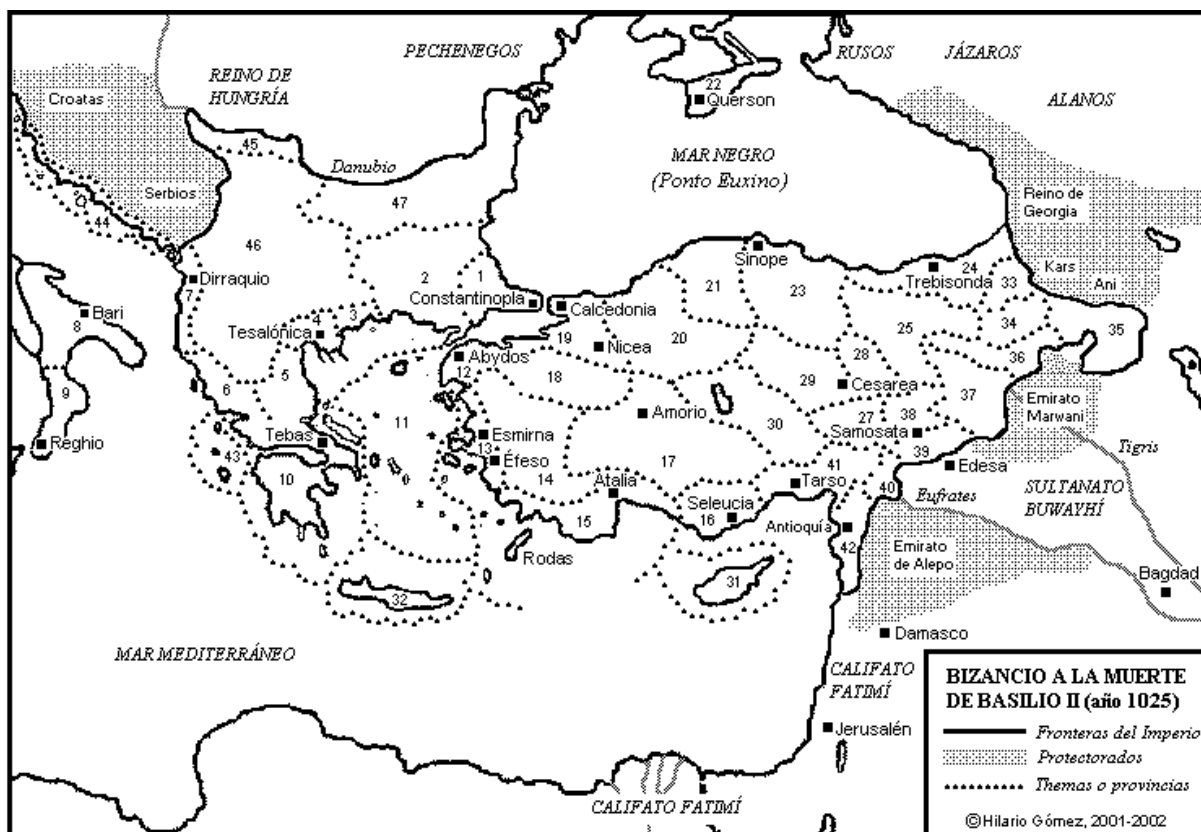 PECHENEGOS
RUSOS
JÁZAROS
REINO DE
HUNGRÍA
Croatas
22
Querson
ALANOS
45
Danubio
MAR NEGRO
(Ponto Euxino)
Serbios
47
Reino de
Georgia
44
46
Sinope
Dirraquio
2
1
21
23
Trebisonda
24
33
Kars
Ani
7
Constantinopla
Calcedonia
Bari
8
Tesalónica
4
3
19
Nicea
20
25
34
35
Abydos
12
18
28
36
9
6
5
29
Cesarea
37
Emirato
Marwani
11
Amorio
27
38
Reghio
Tebas
Esmirna
30
Samosata
43
13
Éfeso
17
41
39
Edesa
Tigris
10
14
Atalia
Tarso
40
Eufrates
SULTANATO
BUWAYHÍ
15
Seleucia
16
Antioquía
42
Emirato
de Alepo
Rodas
31
Bagdad
32
Damasco
MAR MEDITERRÁNEO
CALIFATO
FATIMÍ
Jerusalén
CALIFATO FATIMÍ
BIZANCIO A LA MUERTE
DE BASILIO II (año 1025)
Fronteras del Imperio
Protectorados
Themas o provincias
©Hilario Gómez, 2001-2002